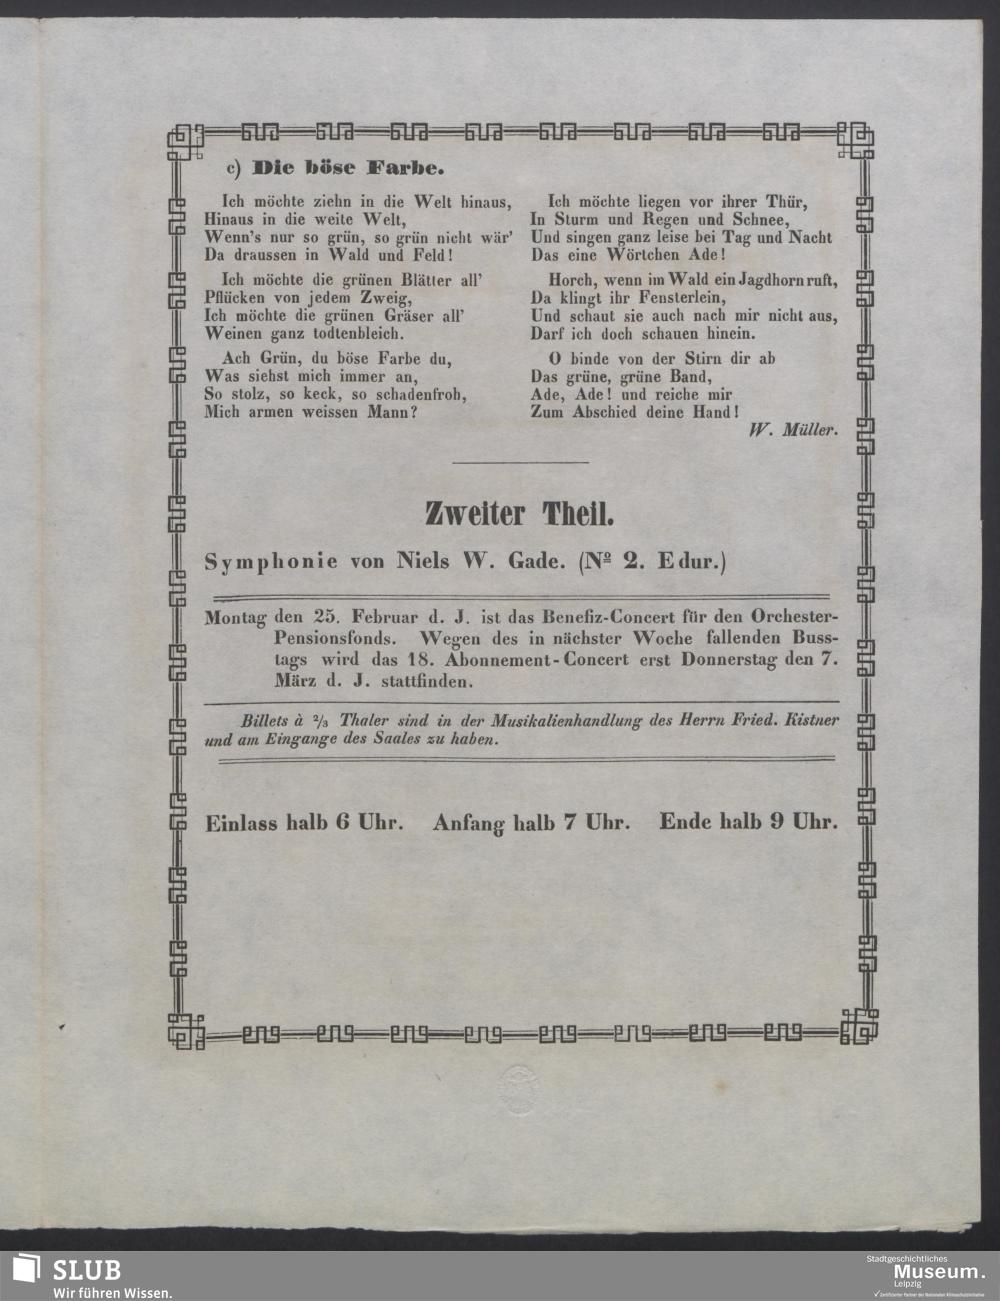 c) Die böse Farbe.
Ich möchte ziehn in die Welt hinaus,
Hinaus in die weite Welt,
Wenn's nur so grün, so grün nicht wär'
Da draussen in Wald und Feld!
Ich möchte die grünen Blätter all'
Pflücken von jedem Zweig,
Ich möchte die grünen Gräser all'
Weinen ganz todtenbleich.
Ach Grün, du böse Farbe du,
Was siehst mich immer an,
So stolz, so keck, so schadenfroh,
Mich armen weissen Mann?
Ich möchte liegen vor ihrer Thür,
In Sturm und Regen und Schnee,
Und singen ganz leise bei Tag und Nacht
Das eine Wörtchen Ade!
Horch, wenn im Wald ein Jagdhorn ruft,
Da klingt ihr Fensterlein,
Und schaut sie auch nach mir nicht aus,
Darf ich doch schauen hinein.
O binde von der Stirn dir ab
Das grüne, grüne Band,
Ade, Ade! und reiche mir
Zum Abschied deine Hand!
W. Müller.
Zweiter Theil.
Symphonie von Niels W. Gade. (Nº 2. E dur.)
Montag den 25. Februar d. J. ist das Benefiz-Concert für den Orchester-
Pensionsfonds. Wegen des in nächster Woche fallenden Buss-
tags wird das 18. Abonnement-Concert erst Donnerstag den 7.
März d. J. stattfinden.
Billets à 2/3 Thaler sind in der Musikalienhandlung des Herrn Fried. Kistner
und am Eingange des Saales zu haben.
Einlass halb 6 Uhr. Anfang halb 7 Uhr. Ende halb 9 Uhr.
SLUB
Wir führen Wissen.
Stadtgeschichtliches
Museum.
Leipzig
Zertifizierter Partner der Nationalen Klimaschutzinitiative